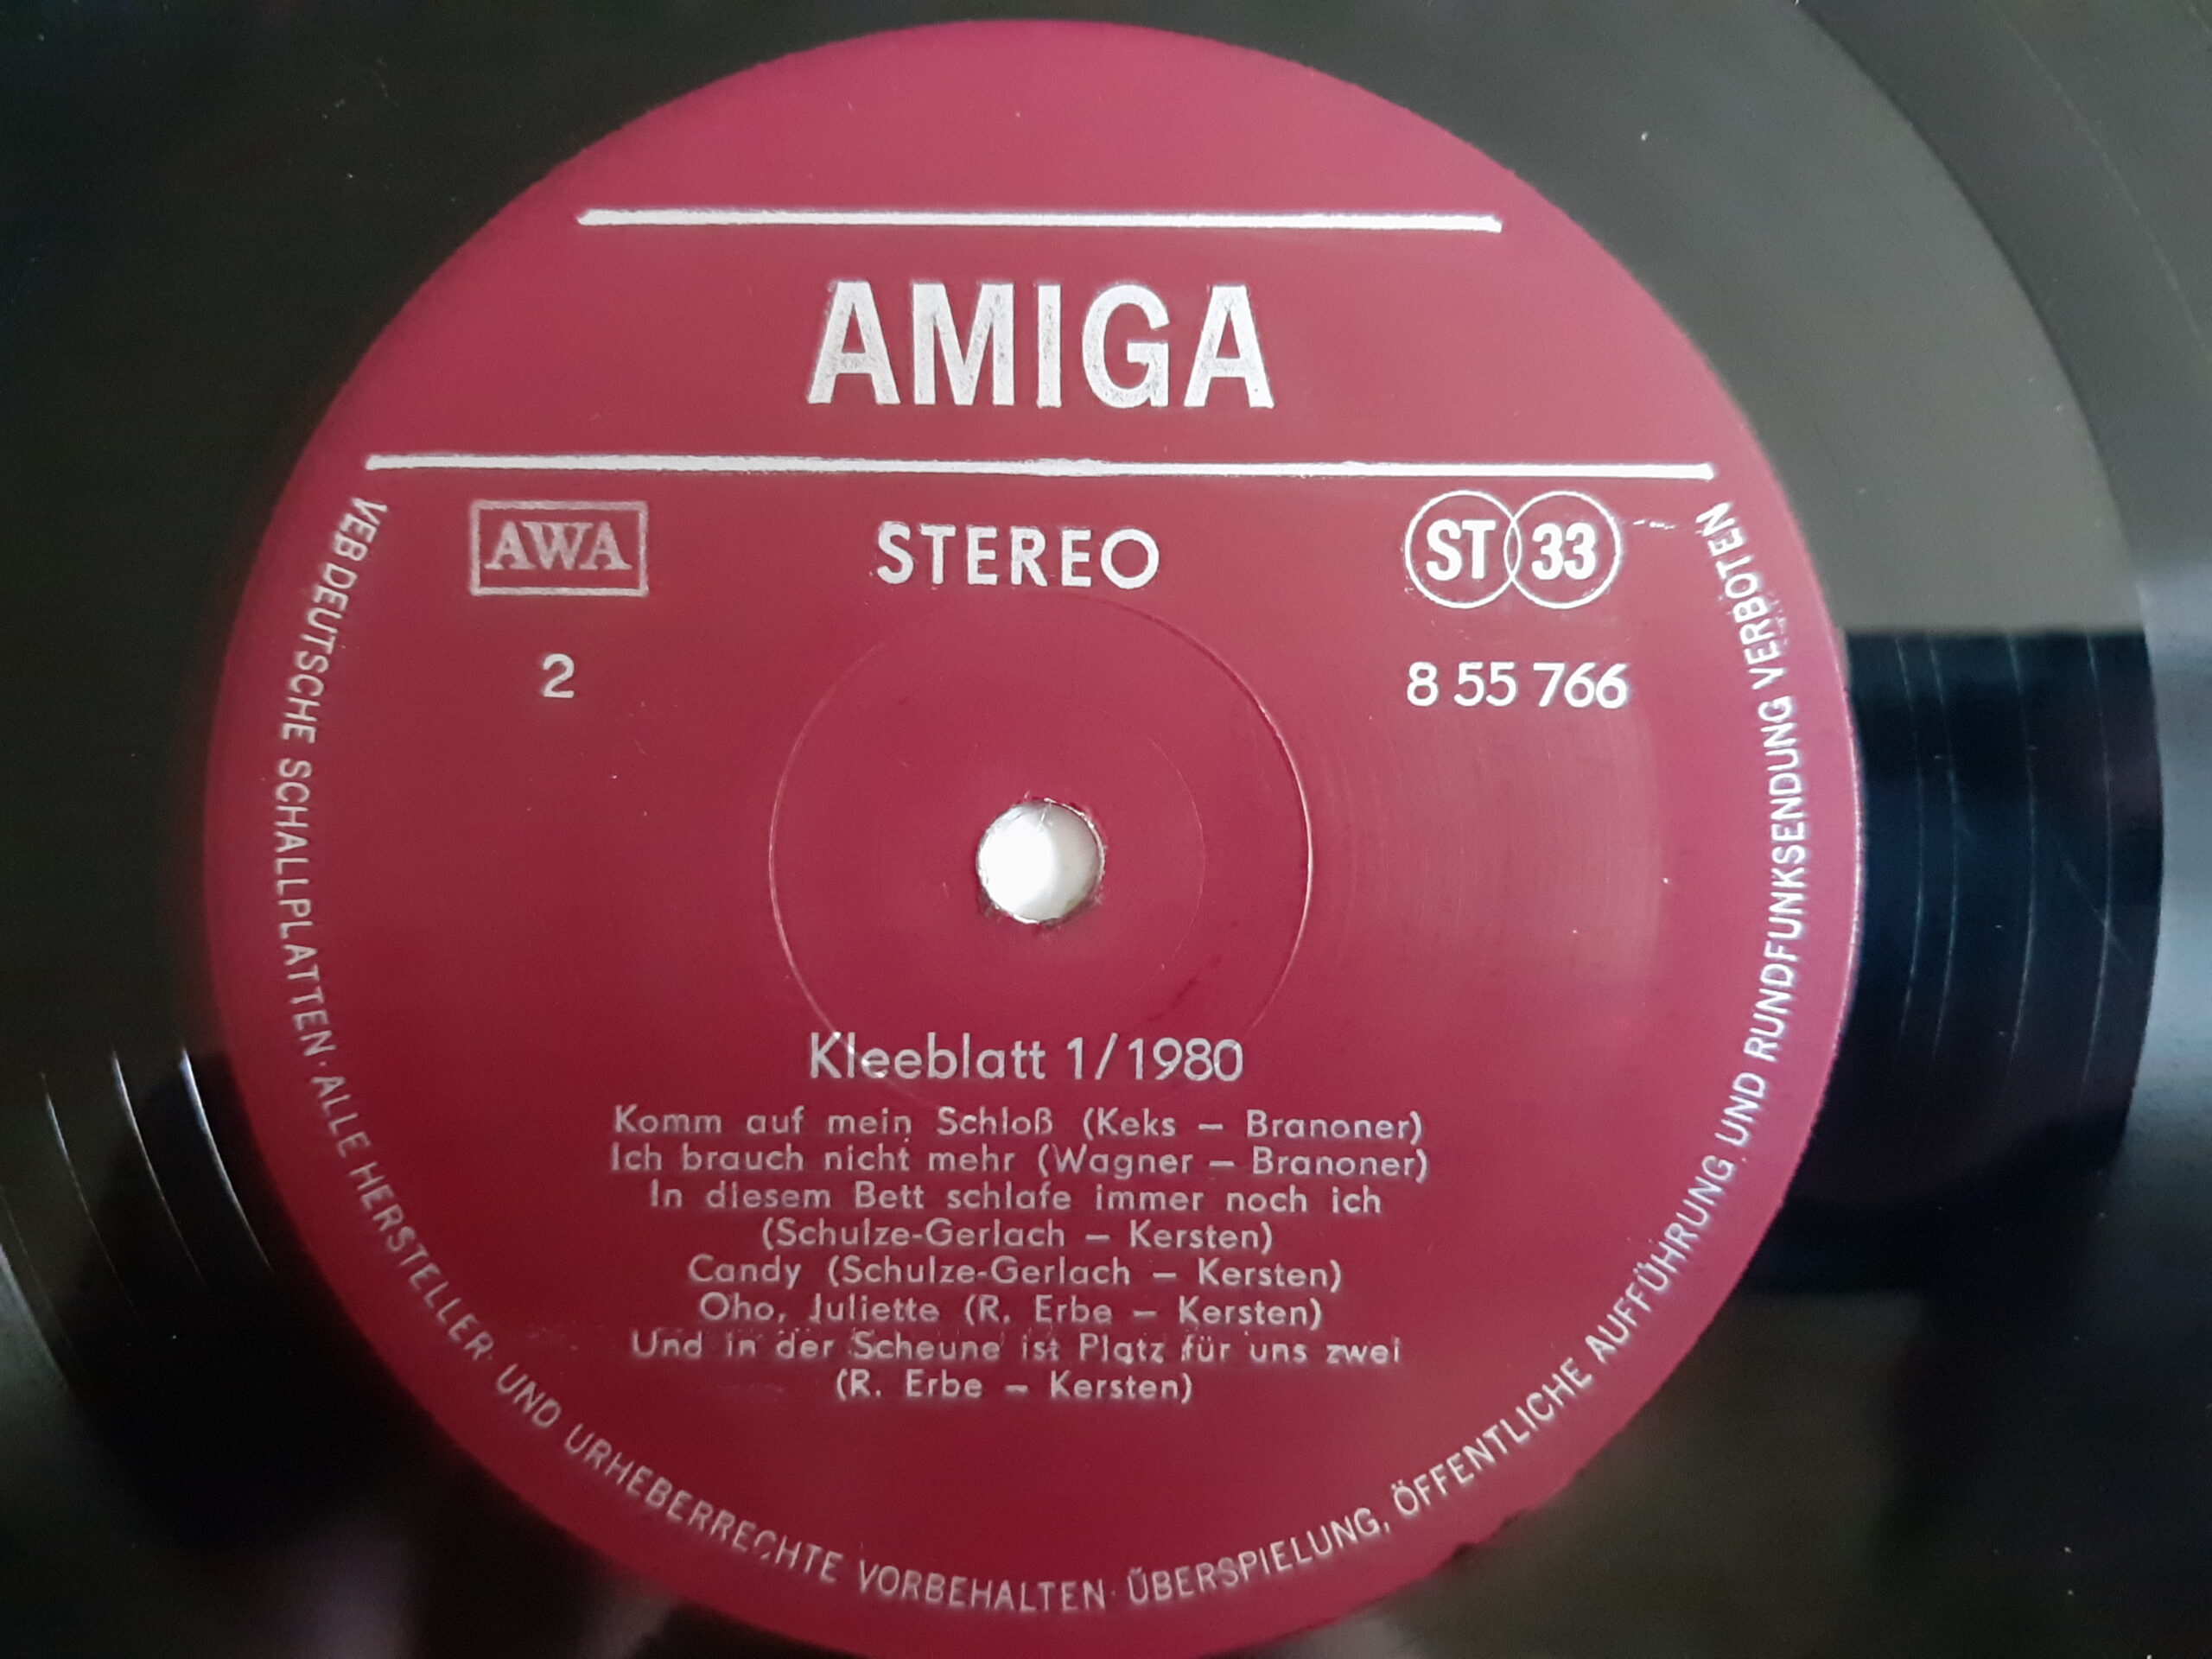 AMIGA
AWA
STEREO
ST 33
2
8 55 766
Kleeblatt 1/1980
Komm auf mein Schloß (Keks – Branoner)
Ich brauch nicht mehr (Wagner – Branoner)
In diesem Bett schlafe immer noch ich
(Schulze-Gerlach – Kersten)
Candy (Schulze-Gerlach – Kersten)
Oho, Juliette (R. Erbe – Kersten)
Und in der Scheune ist Platz für uns zwei
(R. Erbe – Kersten)
VEB DEUTSCHE SCHALLPLATTEN · ALLE HERSTELLER- UND URHEBERRECHTE VORBEHALTEN · ÜBERSPIELUNG, ÖFFENTLICHE AUFFÜHRUNG UND RUNDFUNKSENDUNG VERBOTEN